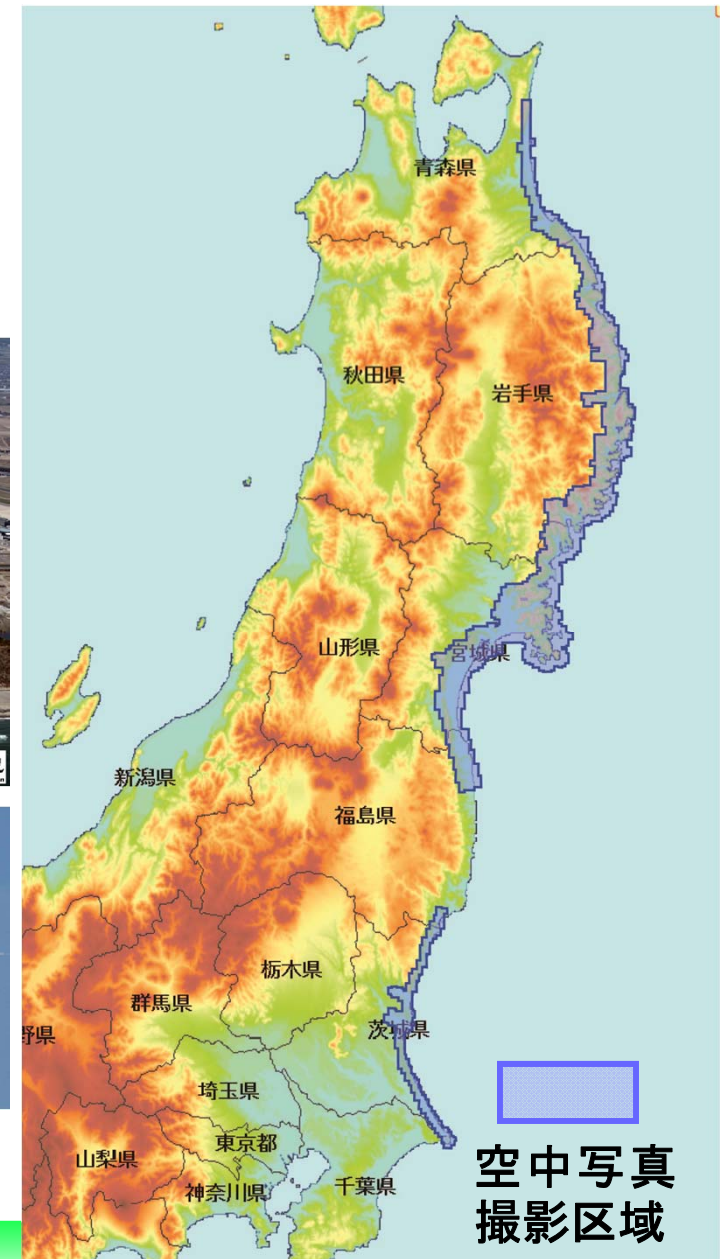 青森県
秋田県
岩手県
山形県
宮城県
新潟県
福島県
栃木県
群馬県
茨城県
野県
埼玉県
東京都
山梨県
神奈川県
千葉県
空中写真
撮影区域